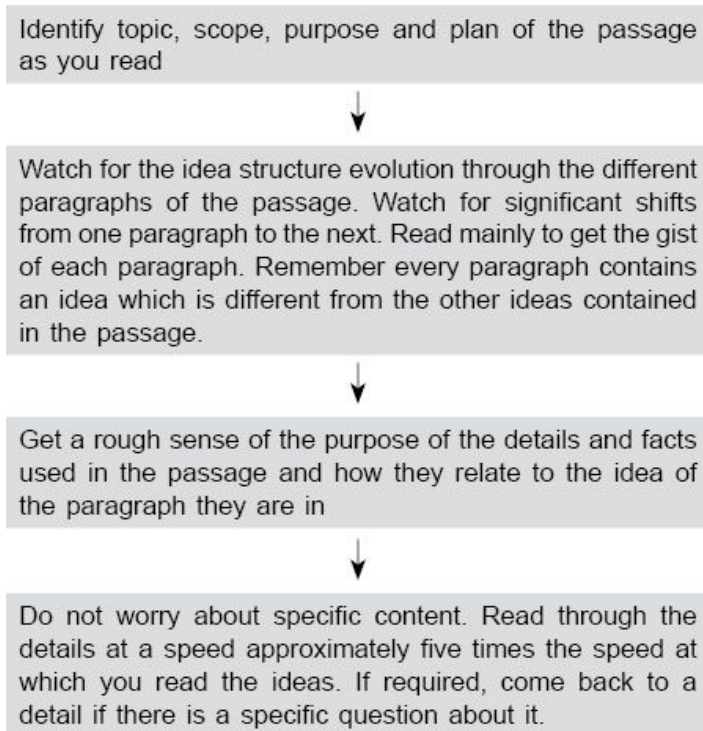 Identify topic, scope, purpose and plan of the passage
as you read
Watch for the idea structure evolution through the different
paragraphs of the passage. Watch for significant shifts
from one paragraph to the next. Read mainly to get the gist
of each paragraph. Remember every paragraph contains
an idea which is different from the other ideas contained
in the passage.
Get a rough sense of the purpose of the details and facts
used in the passage and how they relate to the idea of
the paragraph they are in
Do not worry about specific content. Read through the
details at a speed approximately five times the speed at
which you read the ideas. If required, come back to a
detail if there is a specific question about it.